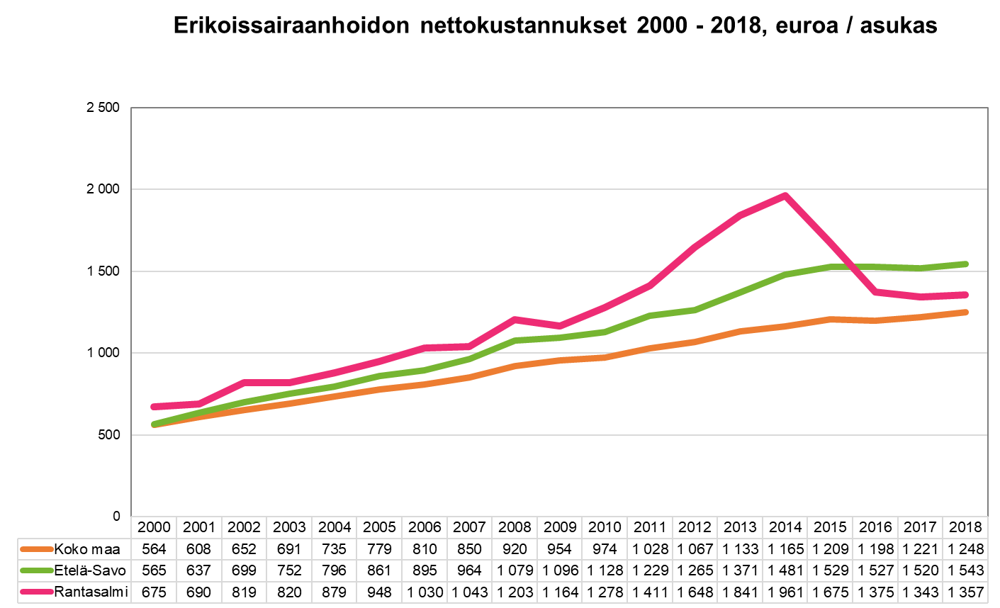 Erikoissairaanhoidon nettokustannukset 2000 - 2018, euroa / asukas
2 500
2 000
1 500
1 000
500
0
2000 2001 2002 2003 2004 2005 2006 2007 2008 2009 2010 2011 2012 2013 2014 2015 2016 2017 2018
Koko maa 564 608 652 691 735 779 810 850 920 954 974 1 028 1 067 1 133 1 165 1 209 1 198 1 221 1 248
Etelä-Savo 565 637 699 752 796 861 895 964 1 079 1 096 1 128 1 229 1 265 1 371 1 481 1 529 1 527 1 520 1 543
Rantasalmi 675 690 819 820 879 948 1 030 1 043 1 203 1 164 1 278 1 411 1 648 1 841 1 961 1 675 1 375 1 343 1 357